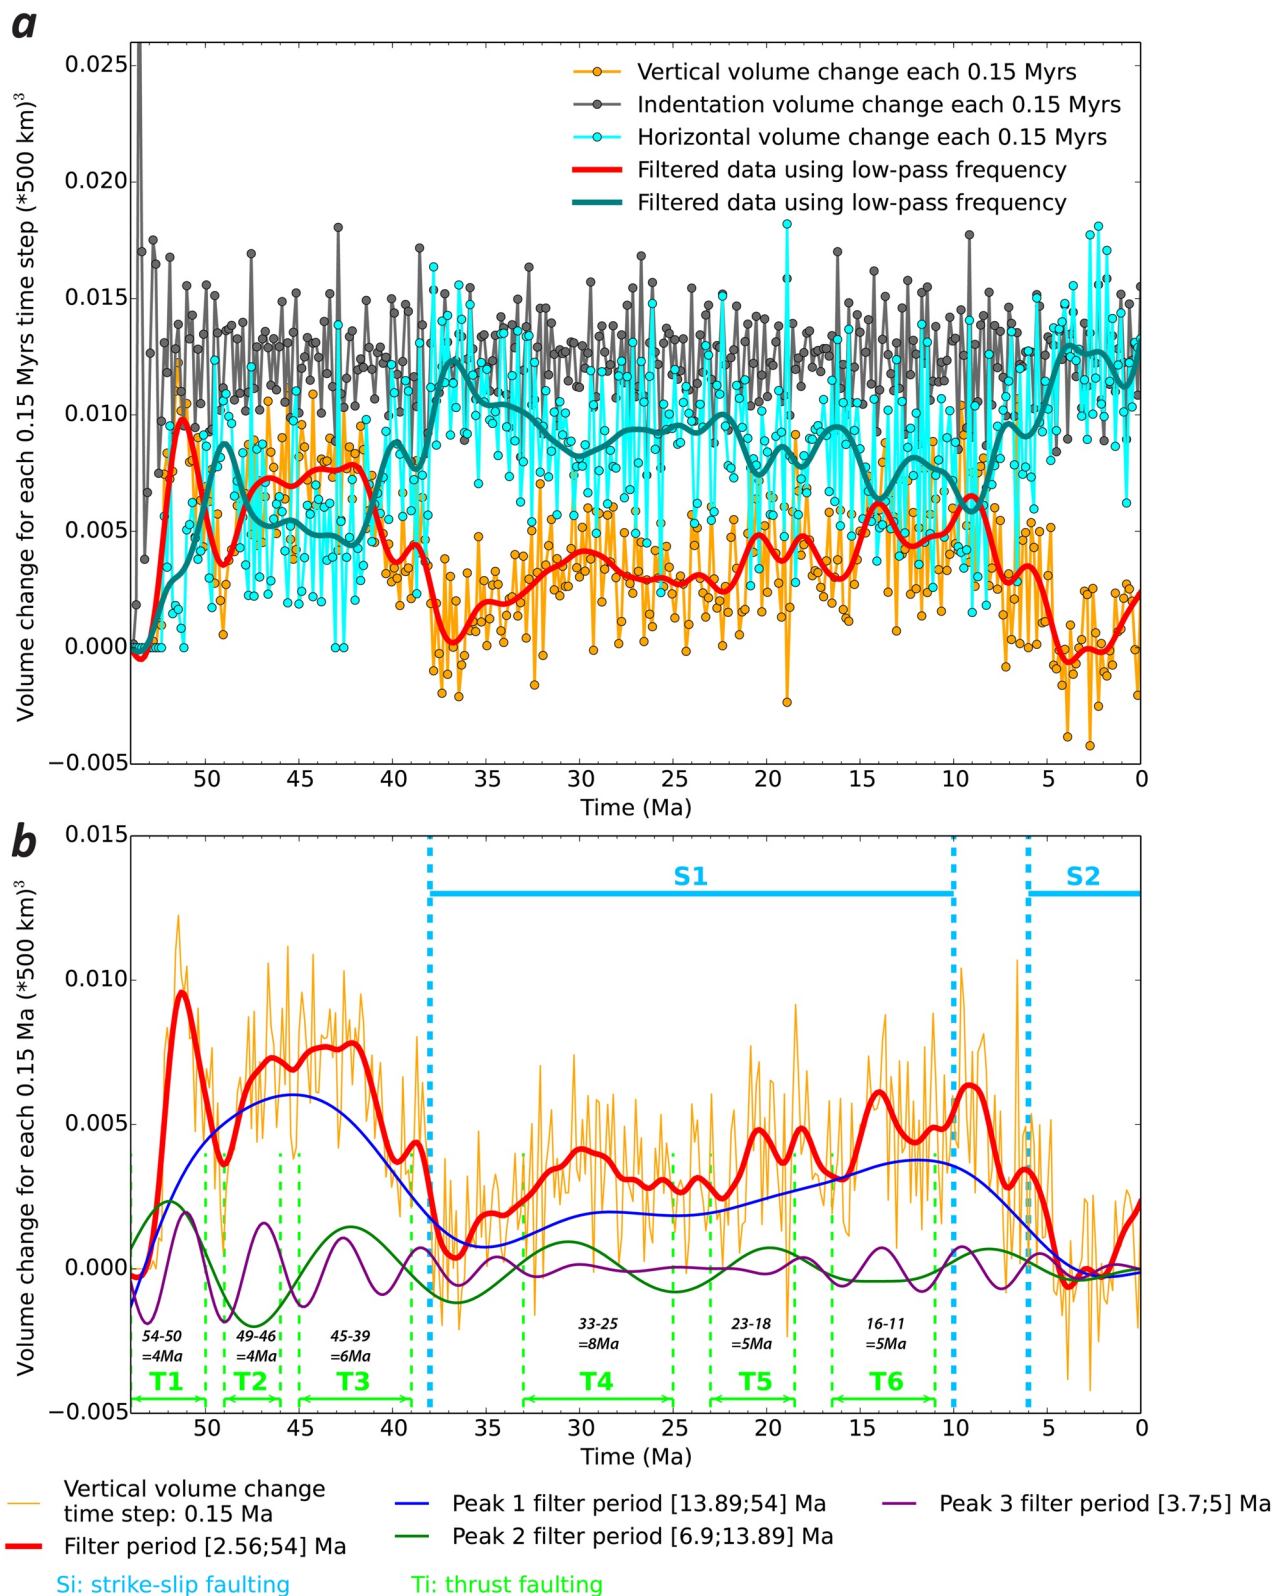 a
Volume change for each 0.15 Myrs time step (*500 km)³
0.025
0.020
0.015
0.010
0.005
0.000
−0.005
Vertical volume change each 0.15 Myrs
Indentation volume change each 0.15 Myrs
Horizontal volume change each 0.15 Myrs
Filtered data using low-pass frequency
Filtered data using low-pass frequency
50 45 40 35 30 25 20 15 10 5 0
Time (Ma)
b
Volume change for each 0.15 Ma (*500 km)³
0.015
0.010
0.005
0.000
−0.005
S1 S2
54-50 49-46 45-39 33-25 23-18 16-11
=4Ma =4Ma =6Ma =8Ma =5Ma =5Ma
T1 T2 T3 T4 T5 T6
50 45 40 35 30 25 20 15 10 5 0
Time (Ma)
Vertical volume change
time step: 0.15 Ma
Filter period [2.56;54] Ma
Peak 1 filter period [13.89;54] Ma
Peak 2 filter period [6.9;13.89] Ma
Peak 3 filter period [3.7;5] Ma
Si: strike-slip faulting
Ti: thrust faulting